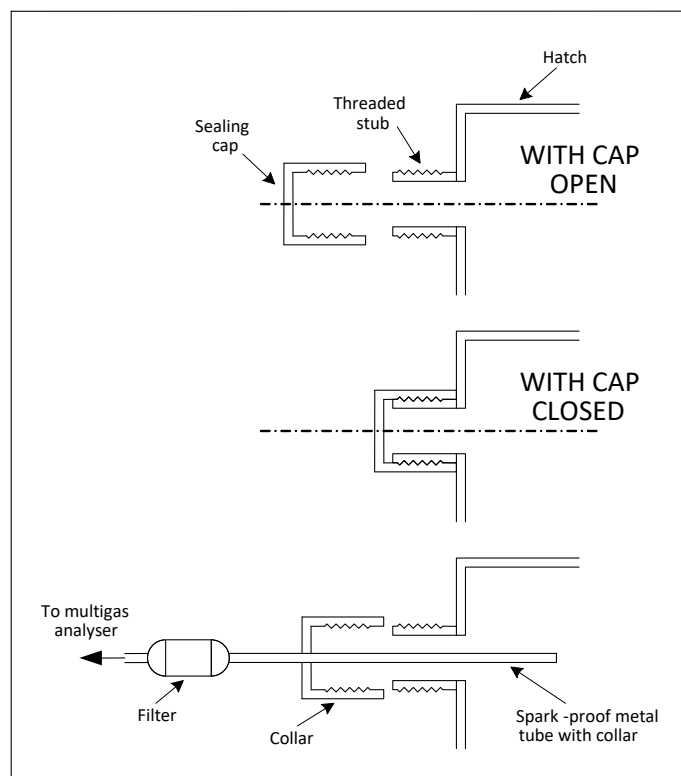 Hatch
Threaded
stub
Sealing
cap
WITH CAP
OPEN
WITH CAP
CLOSED
To multigas
analyser
Filter
Collar
Spark -proof metal
tube with collar